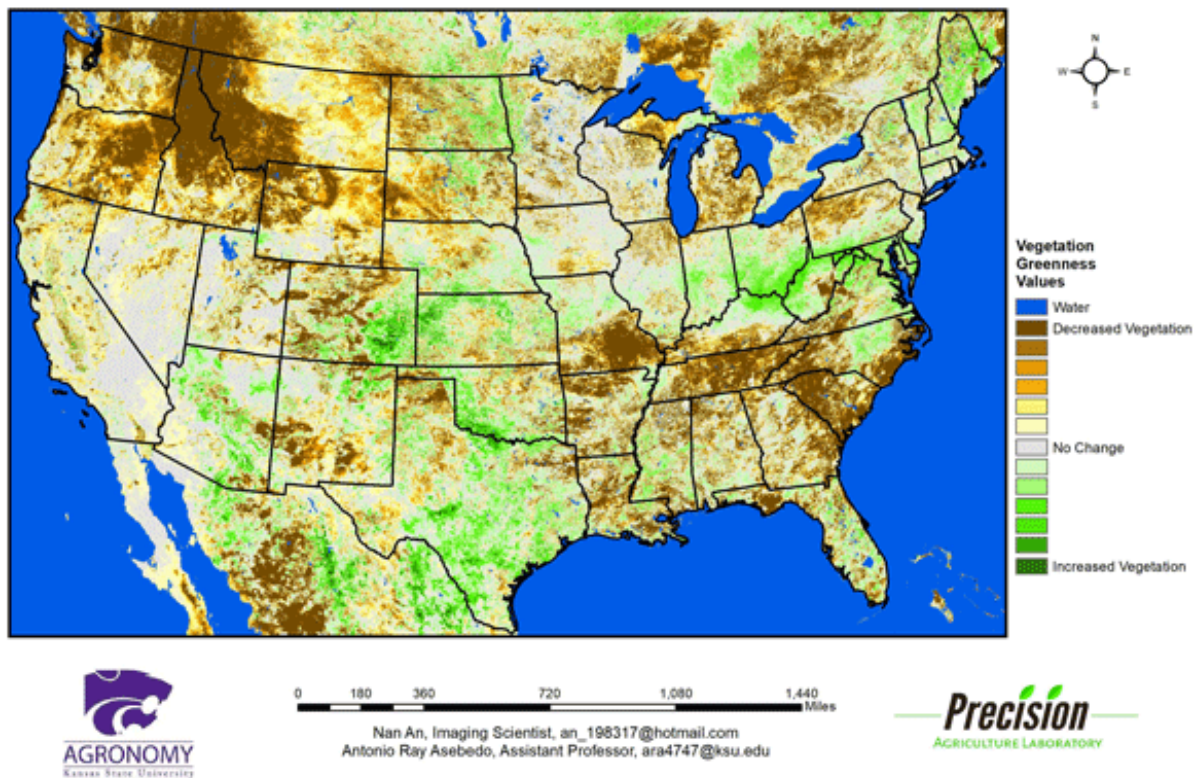 N
W E
S
Vegetation
Greenness
Values
Water
Decreased Vegetation
No Change
Increased Vegetation
0 180 360 720 1,080 1,440
Miles
Nan An, Imaging Scientist, an_198317@hotmail.com
Antonio Ray Asebedo, Assistant Professor, ara4747@ksu.edu
AGRONOMY
Kansas State University
Precision
AGRICULTURE LABORATORY